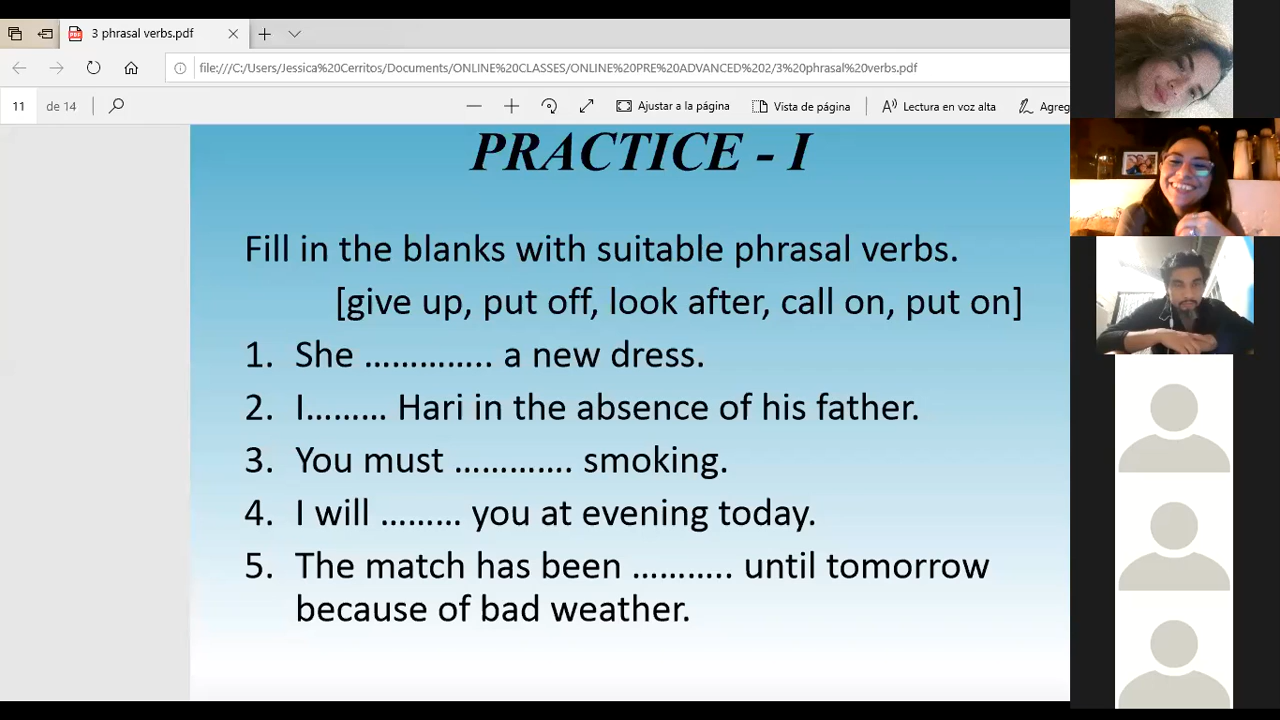 3 phrasal verbs.pdf
file:///C:/Users/Jessica%20Cerritos/Documents/ONLINE%20CLASSES/ONLINE%20PRE%20ADVANCED%202/3%20phrasal%20verbs.pdf
11 de 14 Ajustar a la página Vista de página Lectura en voz alta Agreg
PRACTICE - I
Fill in the blanks with suitable phrasal verbs.
[give up, put off, look after, call on, put on]
1. She ………….. a new dress.
2. I……… Hari in the absence of his father.
3. You must …………. smoking.
4. I will ……… you at evening today.
5. The match has been ……….. until tomorrow
because of bad weather.